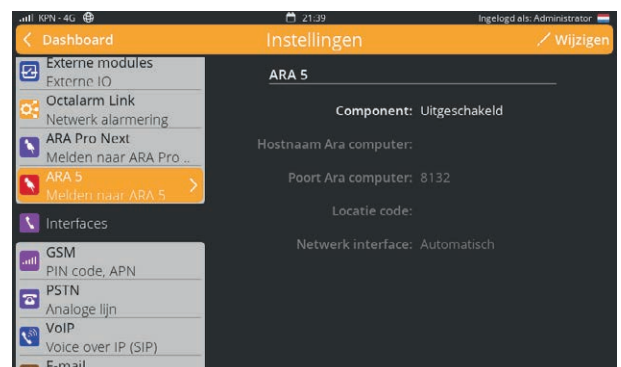 KPN - 4G 21:39 Ingelogd als: Administrator
Dashboard Instellingen Wijzigen
Externe modules
Externe IO
Octalarm Link
Netwerk alarmering
ARA Pro Next
Melden naar ARA Pro ..
ARA 5
Melden naar ARA 5
Interfaces
GSM
PIN code, APN
PSTN
Analoge lijn
VoIP
Voice over IP (SIP)
E-mail
ARA 5
Component: Uitgeschakeld
Hostnaam Ara computer:
Poort Ara computer: 8132
Locatie code:
Netwerk interface: Automatisch